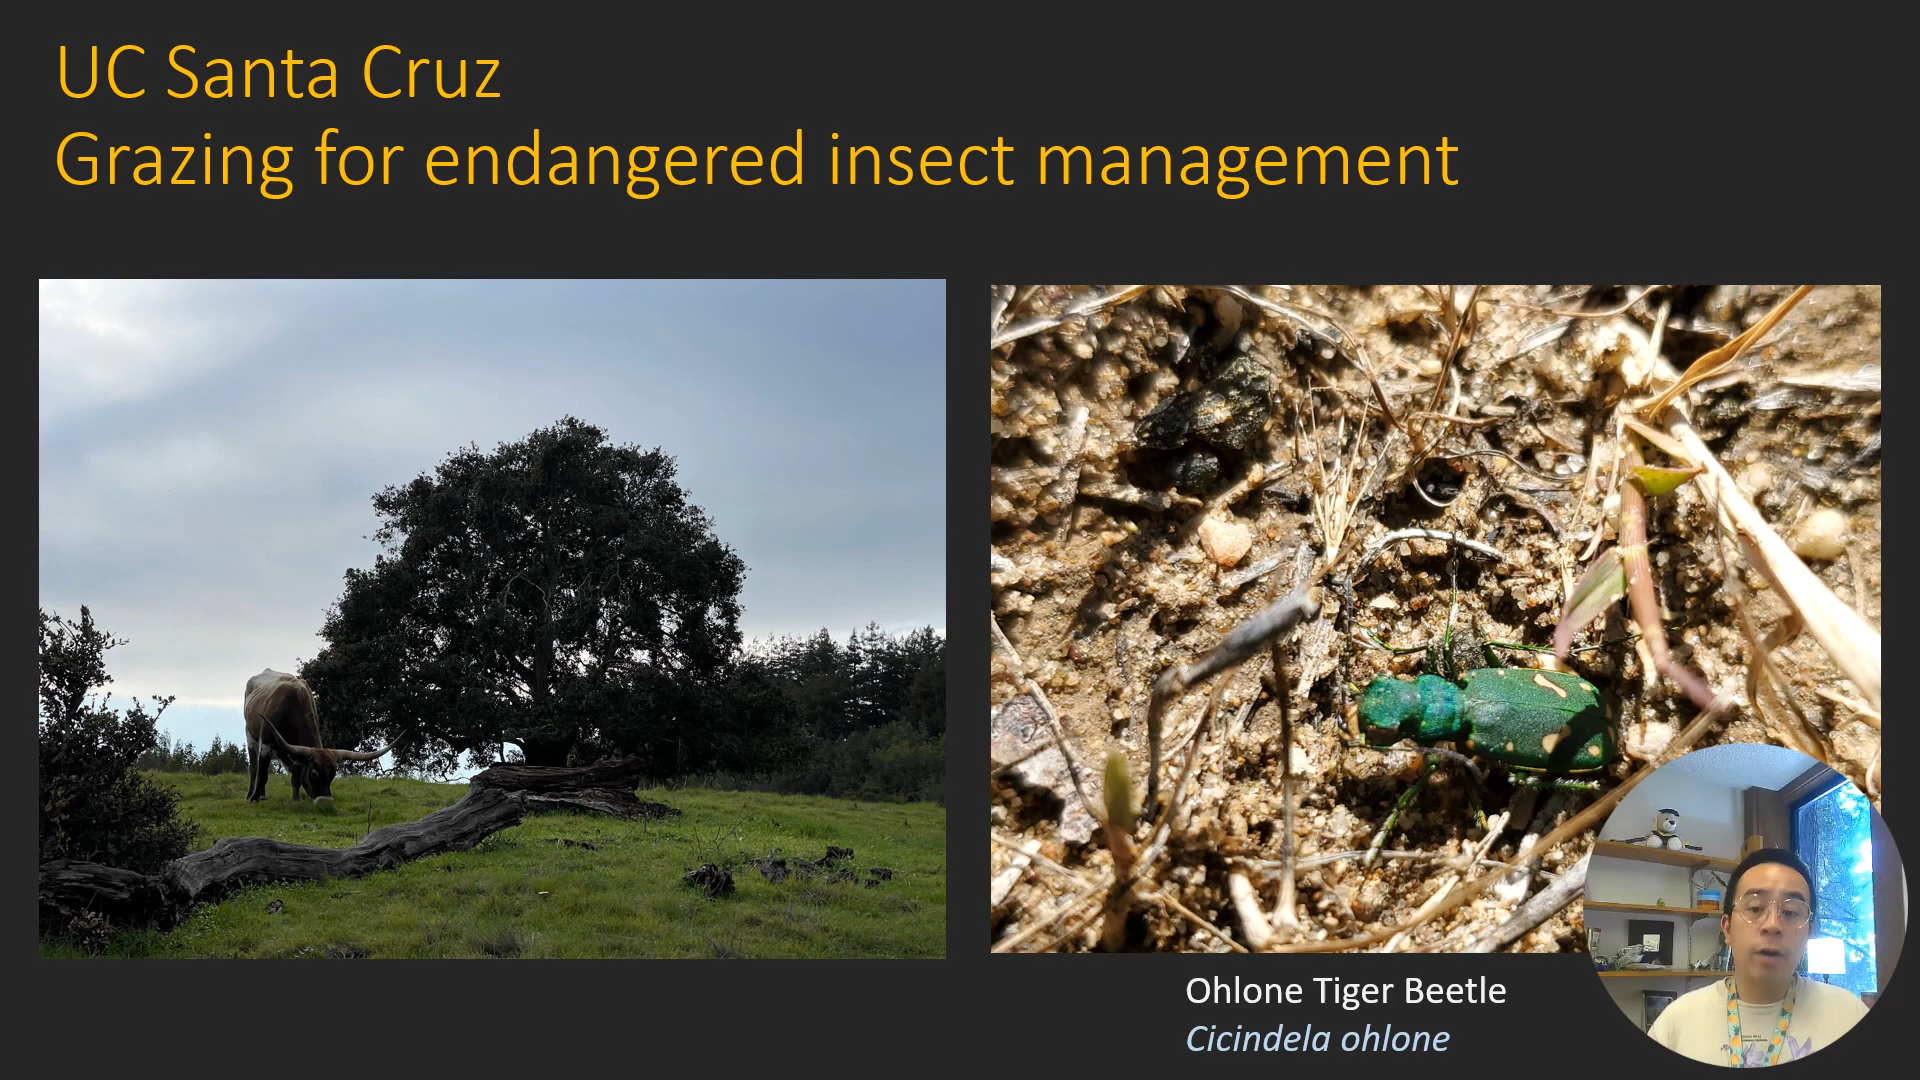 UC Santa Cruz
Grazing for endangered insect management
Ohlone Tiger Beetle
Cicindela ohlone